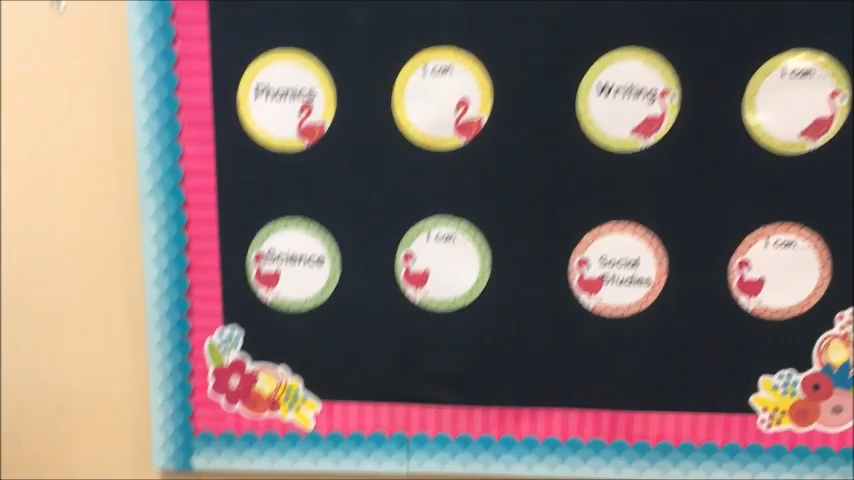 Phonics
I can...
Writing
I can...
Science
I can...
Social
Studies
I can...